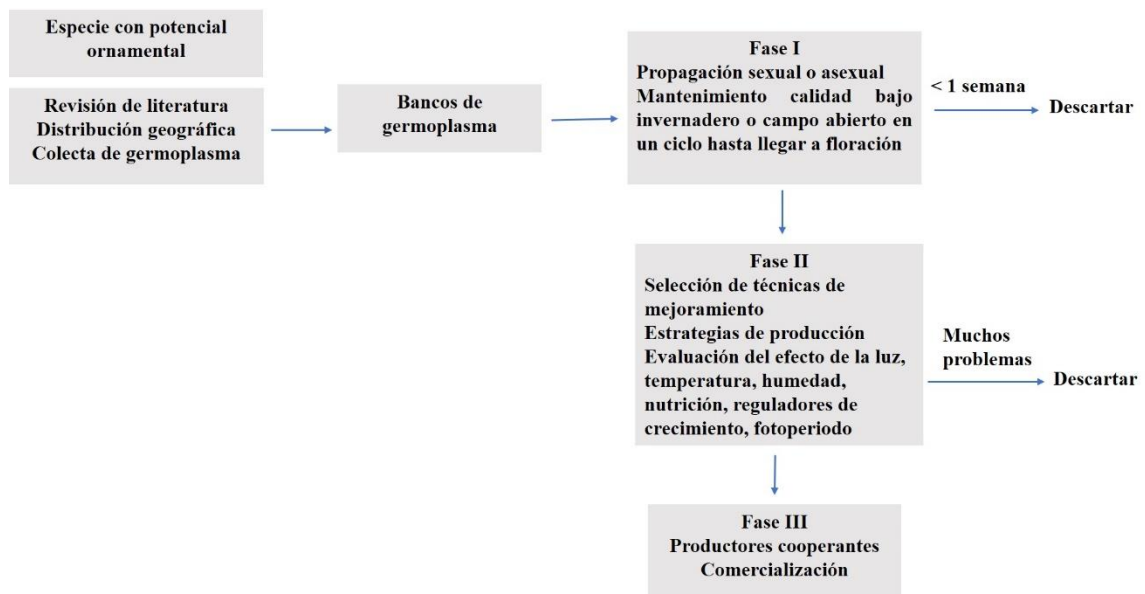 Especie con potencial
ornamental
Revisión de literatura
Distribución geográfica
Colecta de germoplasma
Bancos de
germoplasma
Fase I
Propagación sexual o asexual
Mantenimiento calidad bajo
invernadero o campo abierto en
un ciclo hasta llegar a floración
< 1 semana
Descartar
Fase II
Selección de técnicas de
mejoramiento
Estrategias de producción
Evaluación del efecto de la luz,
temperatura, humedad,
nutrición, reguladores de
crecimiento, fotoperiodo
Muchos
problemas
Descartar
Fase III
Productores cooperantes
Comercialización